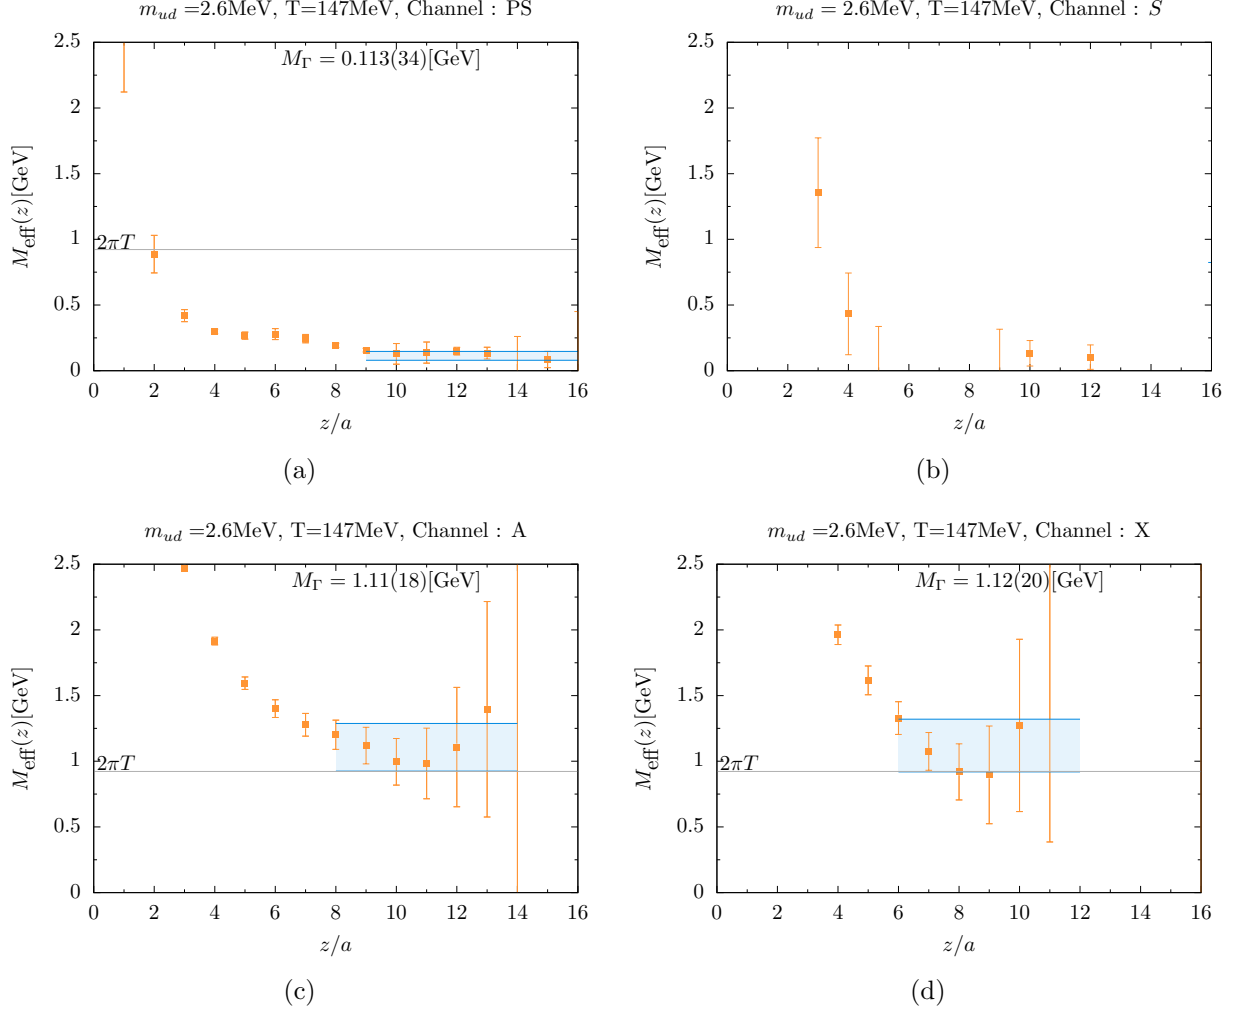 m_ud =2.6MeV, T=147MeV, Channel : PS
M_Γ = 0.113(34)[GeV]
M_eff(z)[GeV]
2.5
2
1.5
1
0.5
0
2πT
0 2 4 6 8 10 12 14 16
z/a
(a)
m_ud = 2.6MeV, T=147MeV, Channel : S
M_eff(z)[GeV]
2.5
2
1.5
1
0.5
0
0 2 4 6 8 10 12 14 16
z/a
(b)
m_ud =2.6MeV, T=147MeV, Channel : A
M_Γ = 1.11(18)[GeV]
M_eff(z)[GeV]
2.5
2
1.5
1
0.5
0
2πT
0 2 4 6 8 10 12 14 16
z/a
(c)
m_ud =2.6MeV, T=147MeV, Channel : X
M_Γ = 1.12(20)[GeV]
M_eff(z)[GeV]
2.5
2
1.5
1
0.5
0
2πT
0 2 4 6 8 10 12 14 16
z/a
(d)